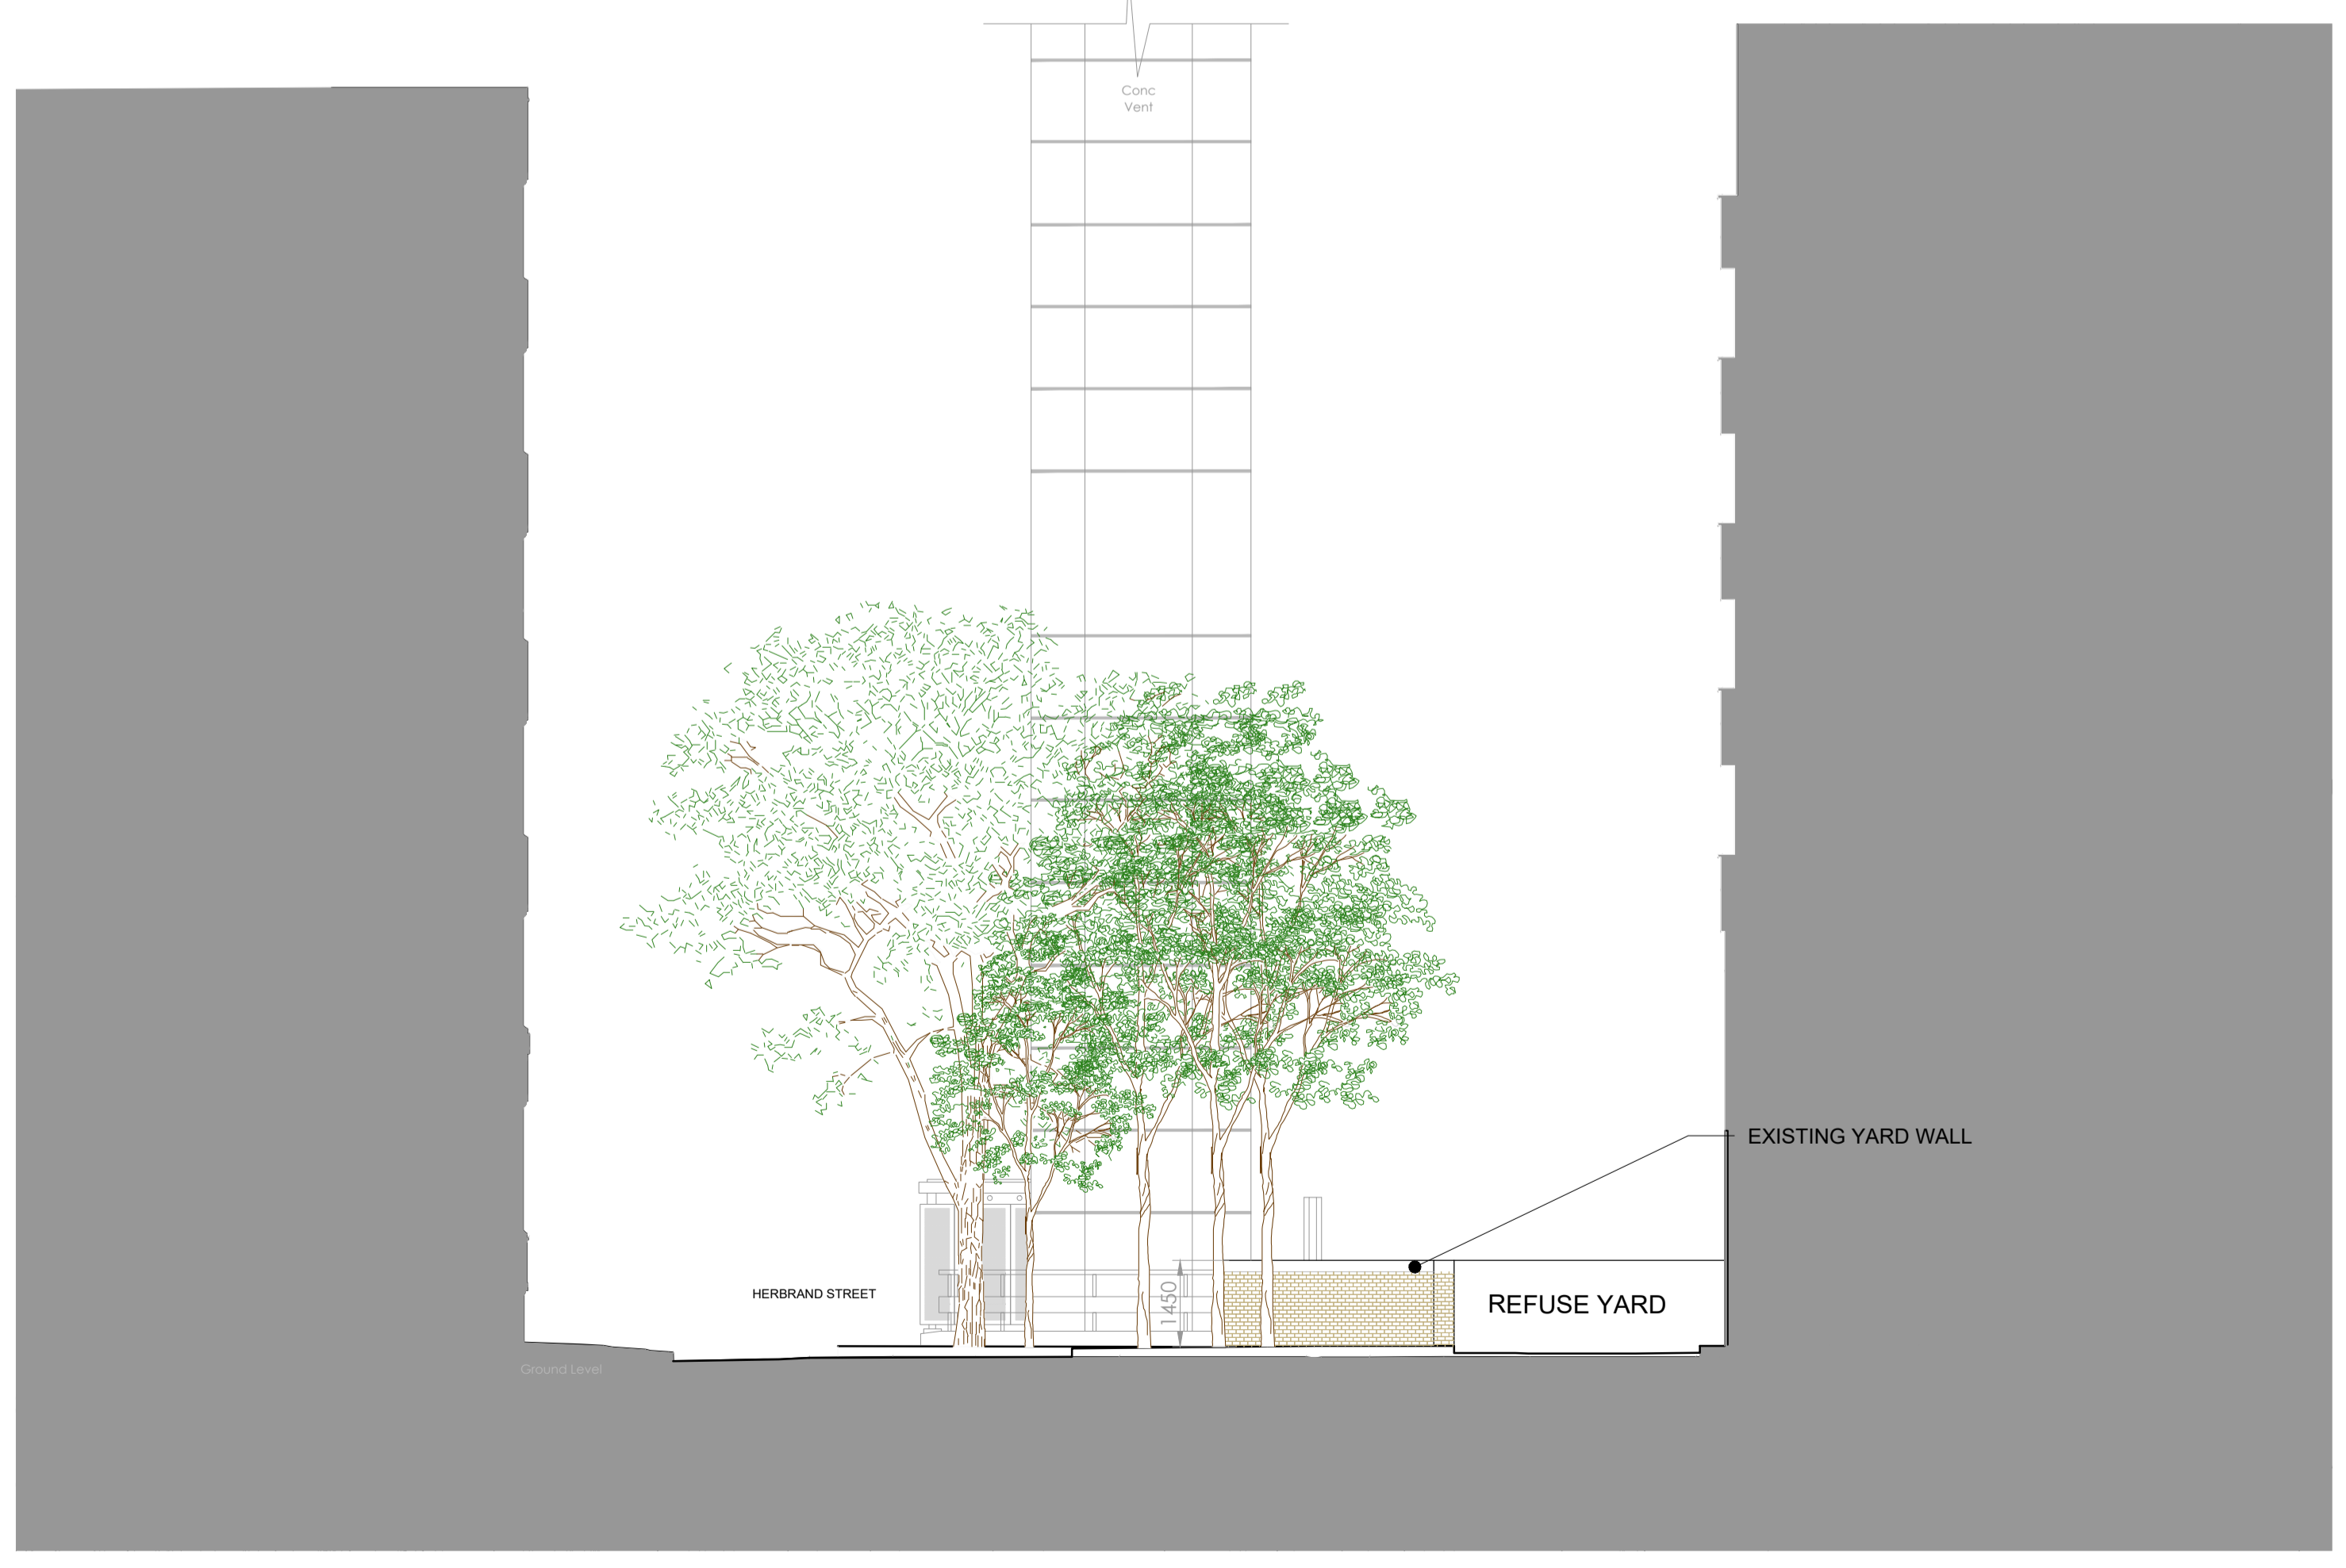 Conc
Vent
EXISTING YARD WALL
HERBRAND STREET
1450
REFUSE YARD
Ground Level